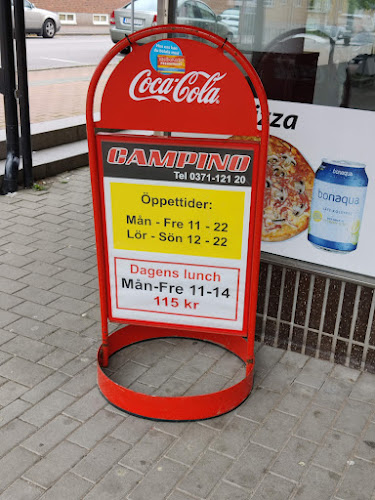 Coca-Cola
CAMPINO
Tel 0371-121 20
Öppettider:
Mån - Fre 11 - 22
Lör - Sön 12 - 22
Dagens lunch
Mån-Fre 11-14
115 kr
zza
bonaqua